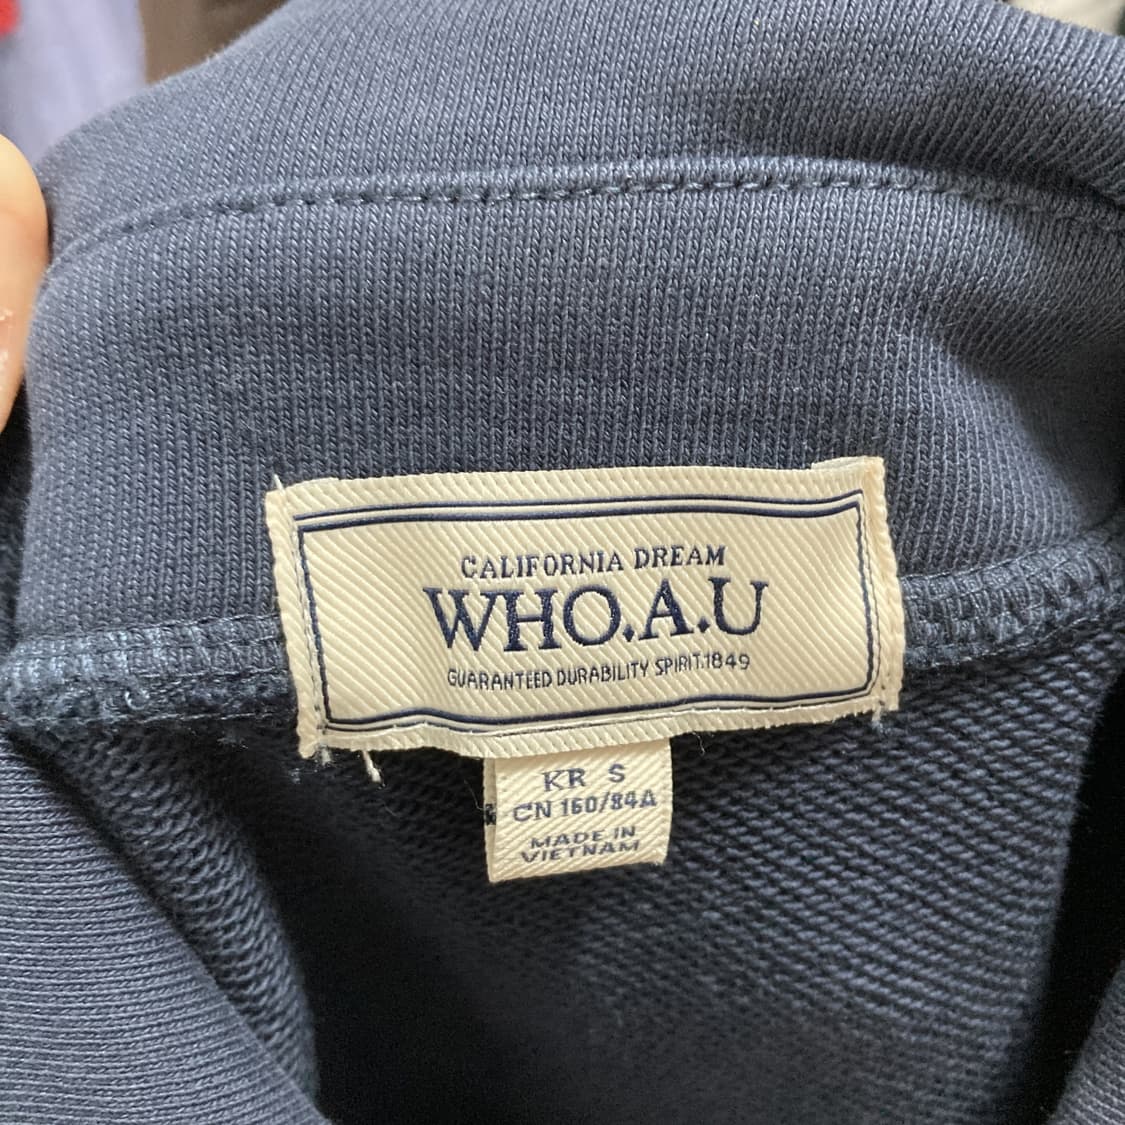 CALIFORNIA DREAM
WHO.A.U
GUARANTEED DURABILITY SPIRIT.1849
KR S
CN 160/84A
MADE IN
VIETNAM